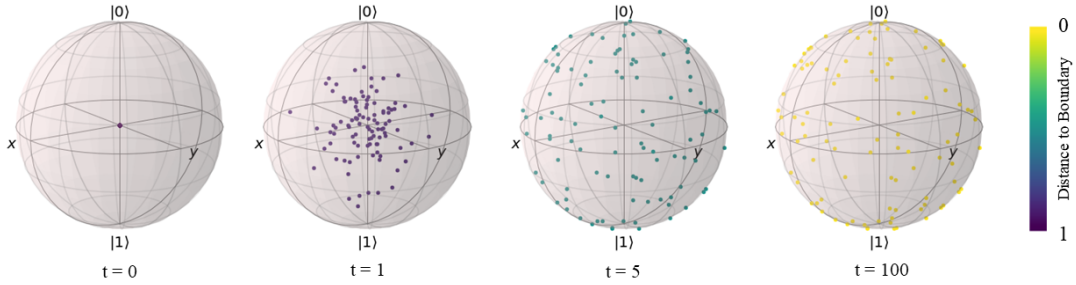 |0⟩ |0⟩ |0⟩ |0⟩ 0
x y x y x y x y
Distance to Boundary
|1⟩ |1⟩ |1⟩ |1⟩ 1
t = 0 t = 1 t = 5 t = 100